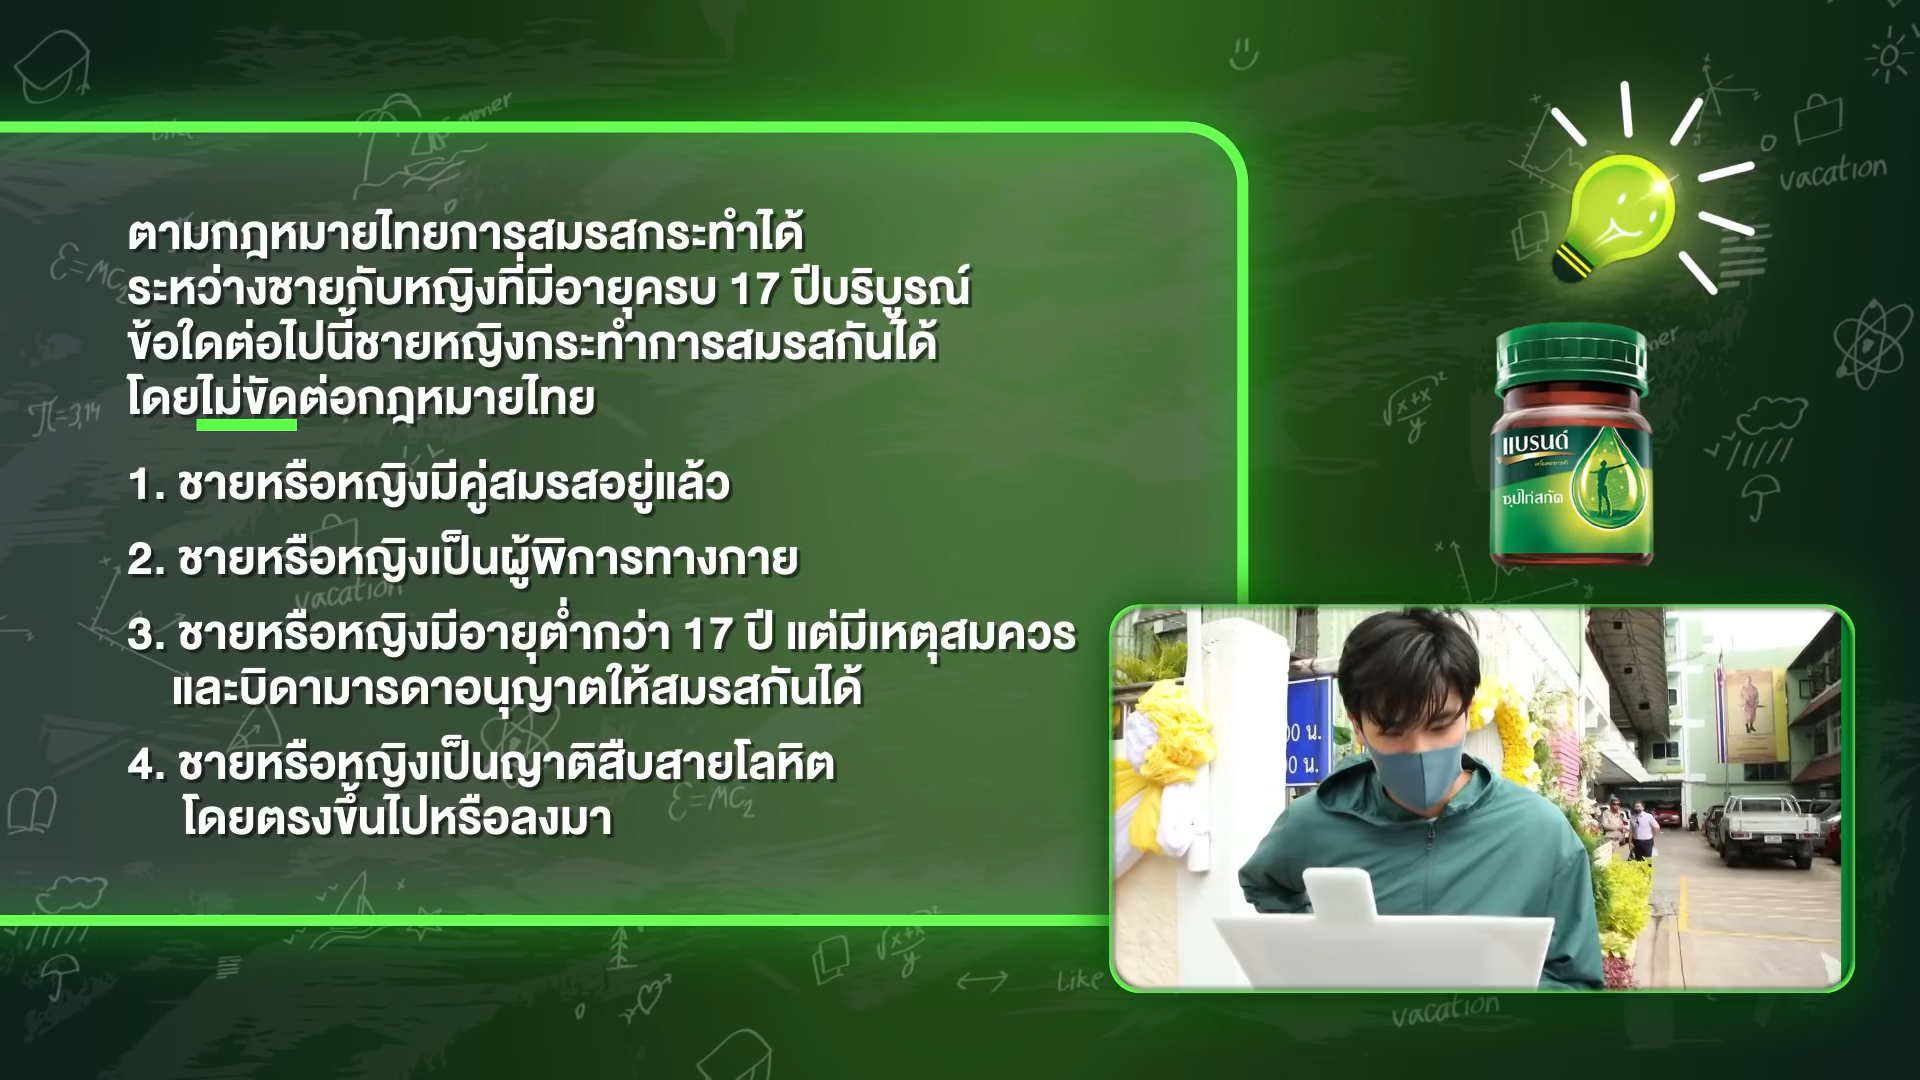 ตามกฎหมายไทยการสมรสกระทำได้
ระหว่างชายกับหญิงที่มีอายุครบ 17 ปีบริบูรณ์
ข้อใดต่อไปนี้ชายหญิงกระทำการสมรสกันได้
โดยไม่ขัดต่อกฎหมายไทย
1. ชายหรือหญิงมีคู่สมรสอยู่แล้ว
2. ชายหรือหญิงเป็นผู้พิการทางกาย
3. ชายหรือหญิงมีอายุต่ำกว่า 17 ปี แต่มีเหตุสมควร
และบิดามารดาอนุญาตให้สมรสกันได้
4. ชายหรือหญิงเป็นญาติสืบสายโลหิต
โดยตรงขึ้นไปหรือลงมา
แบรนด์
ซุปไก่สกัด
00 น.
0 น.
vacation
vacation
vacation
Like
Like
π=3,14
ε=MC2
ε=MC2